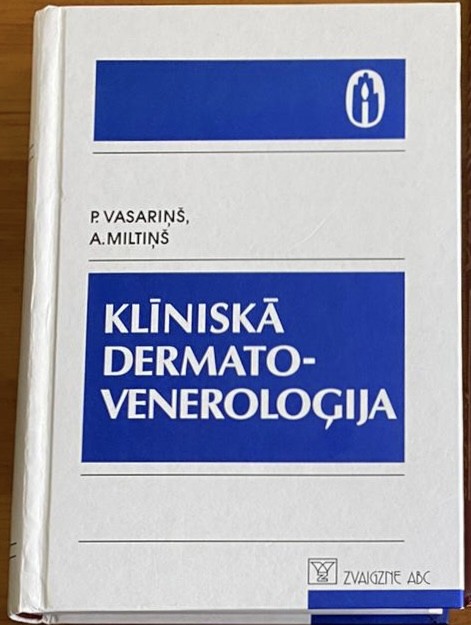 P. VASARIŅŠ,
A. MILTIŅŠ
KLĪNISKĀ
DERMATO-
VENEROLOĢIJA
ZVAIGZNE ABC